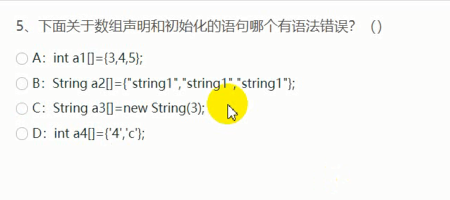 5、下面关于数组声明和初始化的语句哪个有语法错误？（）
A：int a1[]={3,4,5};
B：String a2[]={"string1","string1","string1"};
C：String a3[]=new String(3);
D：int a4[]={'4','c'};